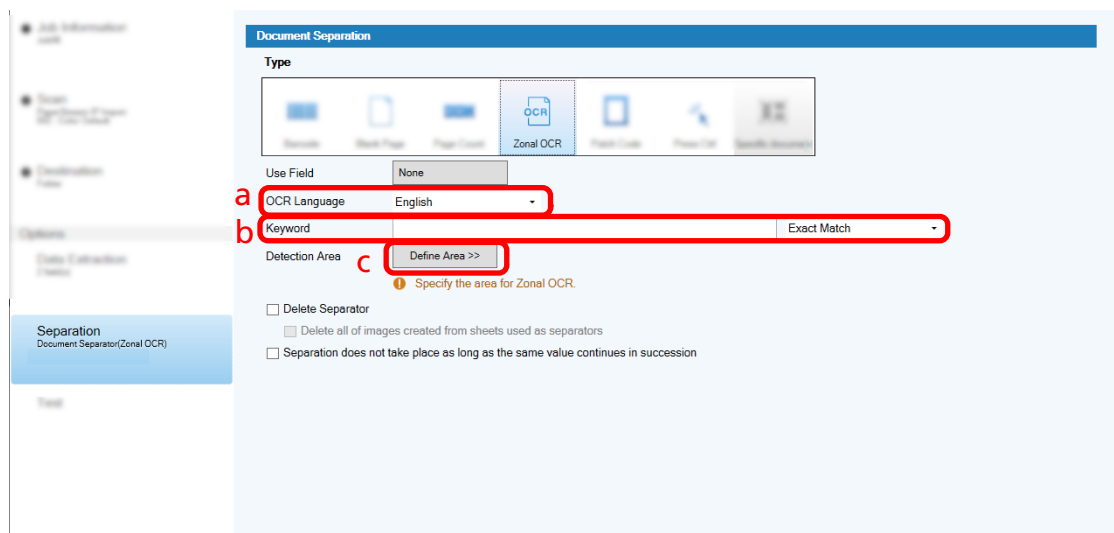 Document Separation
Type
OCR
Zonal OCR
Use Field None
a OCR Language English
b Keyword Exact Match
Detection Area c Define Area >>
Specify the area for Zonal OCR.
Delete Separator
Delete all of images created from sheets used as separators
Separation does not take place as long as the same value continues in succession
Options
Separation
Document Separator(Zonal OCR)